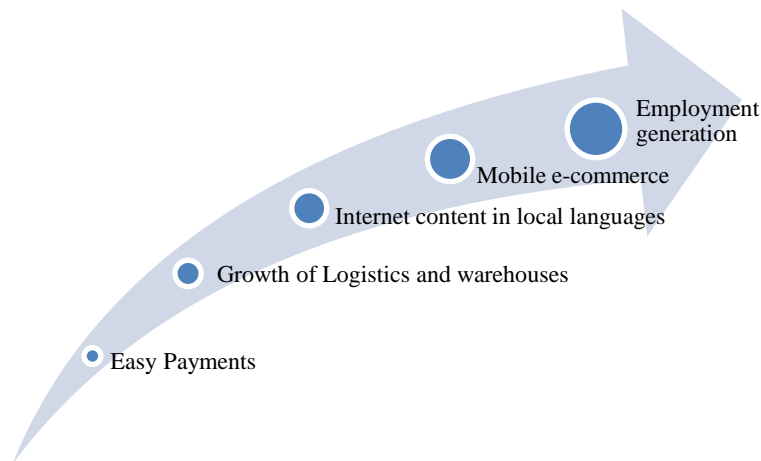 Employment
generation
Mobile e-commerce
Internet content in local languages
Growth of Logistics and warehouses
Easy Payments